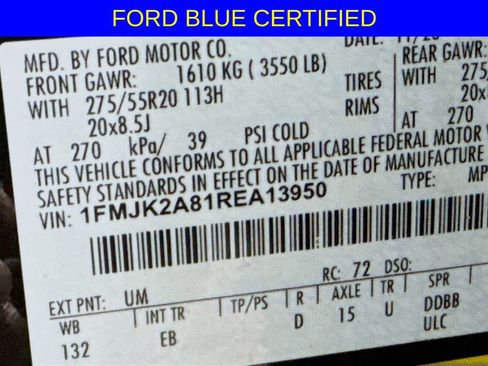 FORD BLUE CERTIFIED
MFD. BY FORD MOTOR CO.
DATE:
FRONT GAWR: 1610 KG ( 3550 LB)
REAR GAWR:
WITH 275/55R20 113H TIRES WITH 275/
20x8.5J RIMS 20x
AT 270 kPa/ 39 PSI COLD AT 270
THIS VEHICLE CONFORMS TO ALL APPLICABLE FEDERAL MOTOR
SAFETY STANDARDS IN EFFECT ON THE DATE OF MANUFACTURE
VIN: 1FMJK2A81REA13950 TYPE: MP
RC: 72 DSO:
EXT PNT: UM
WB INT TR TP/PS R AXLE TR SPR
132 EB D 15 U DDBB
ULC